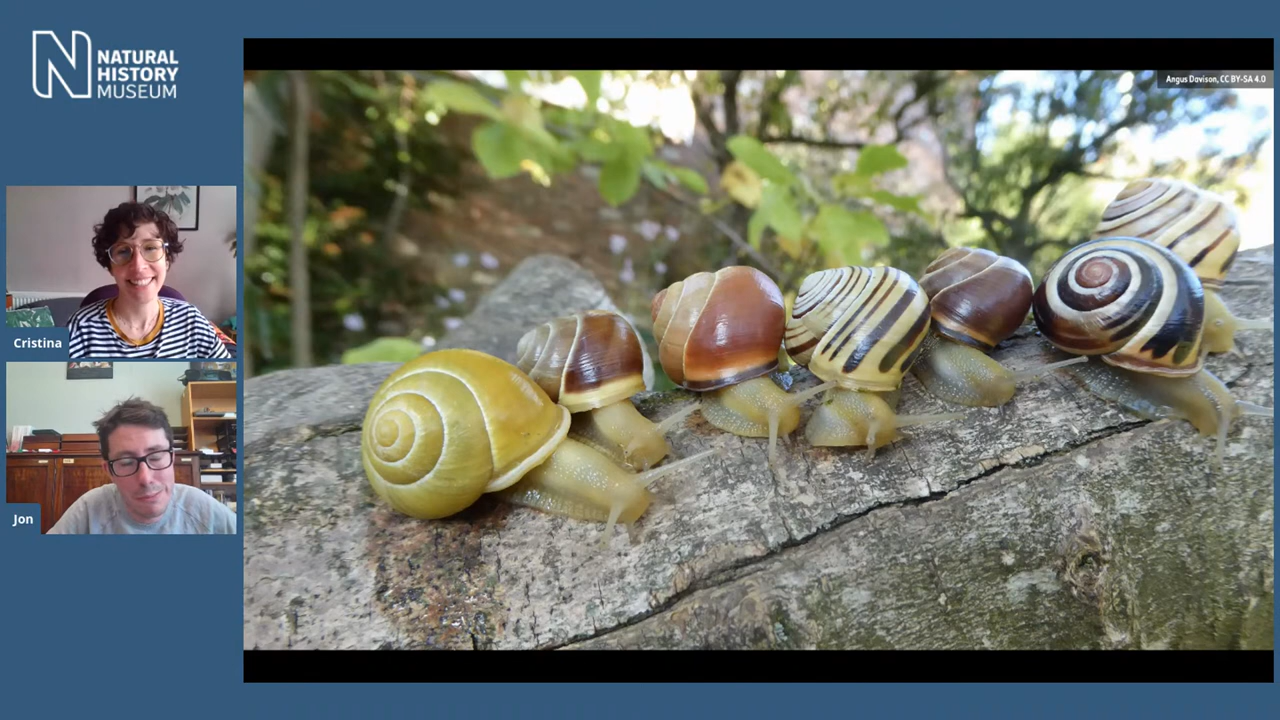 NATURAL
HISTORY
MUSEUM
Angus Davison, CC BY-SA 4.0
Cristina
Jon